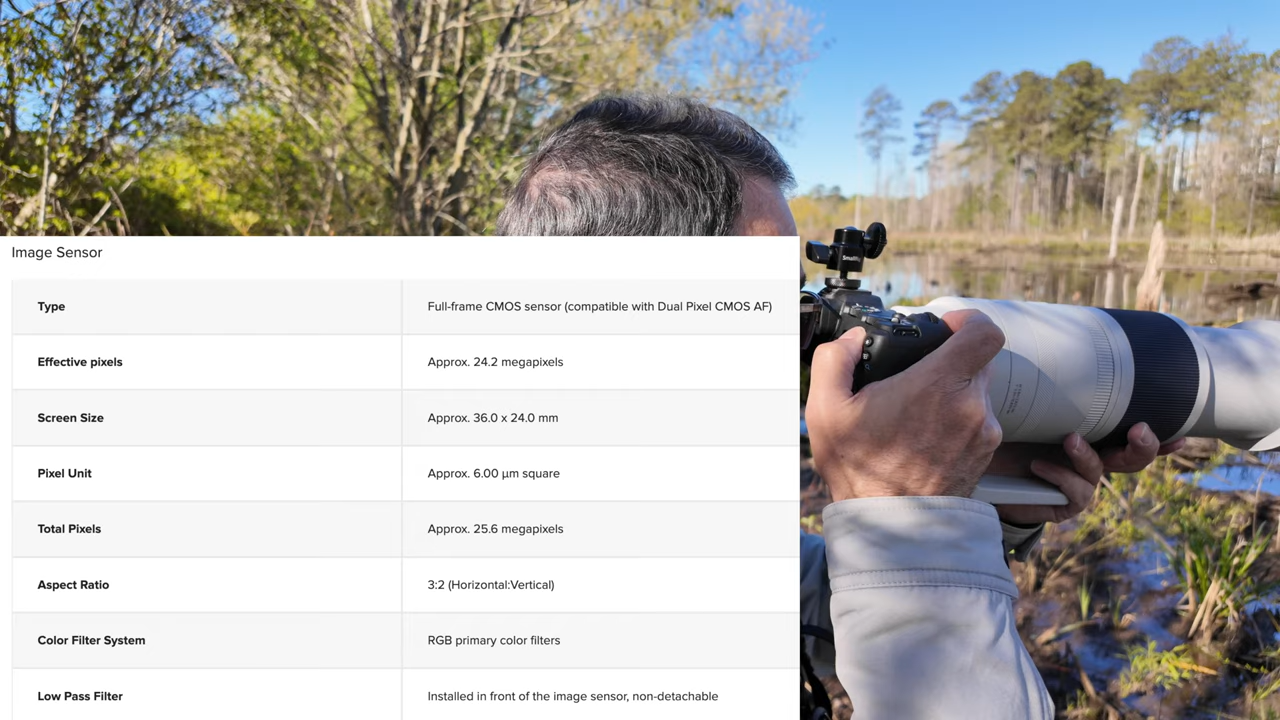 Image Sensor
Type Full-frame CMOS sensor (compatible with Dual Pixel CMOS AF)
Effective pixels Approx. 24.2 megapixels
Screen Size Approx. 36.0 x 24.0 mm
Pixel Unit Approx. 6.00 µm square
Total Pixels Approx. 25.6 megapixels
Aspect Ratio 3:2 (Horizontal:Vertical)
Color Filter System RGB primary color filters
Low Pass Filter Installed in front of the image sensor, non-detachable